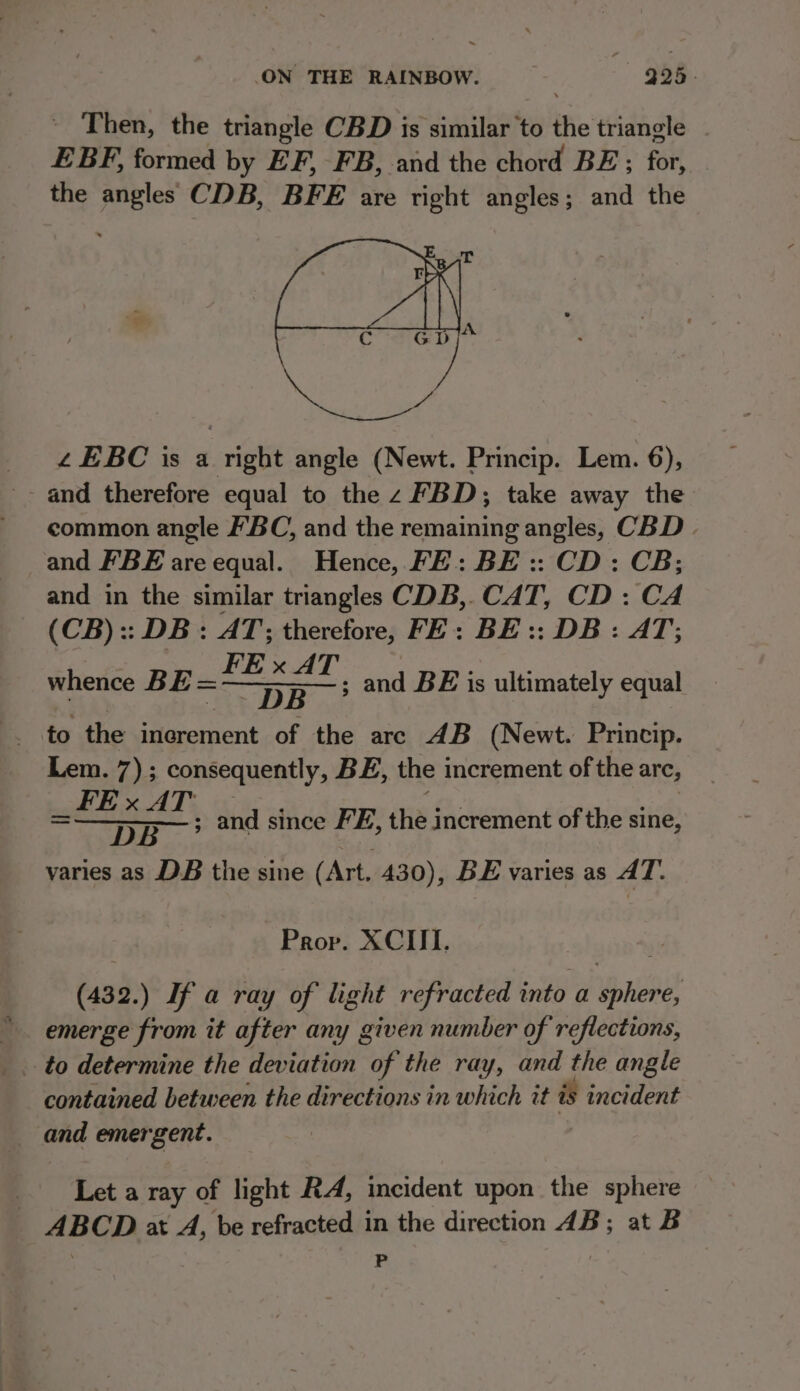 ON THE RAINBOW. 225
Then, the triangle CBD is similar to the triangle
EBF, formed by EF, FB, and the chord BE; for,
the angles CDB, BFE are right angles; and the
E T
F B
C G D A
∠ EBC is a right angle (Newt. Princip. Lem. 6),
and therefore equal to the ∠ FBD; take away the
common angle FBC, and the remaining angles, CBD
and FBE are equal. Hence, FE : BE :: CD : CB;
and in the similar triangles CDB, CAT, CD : CA
(CB) :: DB : AT; therefore, FE : BE :: DB : AT;
whence BE = FE × AT / DB; and BE is ultimately equal
to the increment of the arc AB (Newt. Princip.
Lem. 7); consequently, BE, the increment of the arc,
= FE × AT / DB; and since FE, the increment of the sine,
varies as DB the sine (Art. 430), BE varies as AT.
Prop. XCIII.
(432.) If a ray of light refracted into a sphere,
emerge from it after any given number of reflections,
to determine the deviation of the ray, and the angle
contained between the directions in which it is incident
and emergent.
Let a ray of light RA, incident upon the sphere
ABCD at A, be refracted in the direction AB; at B
P